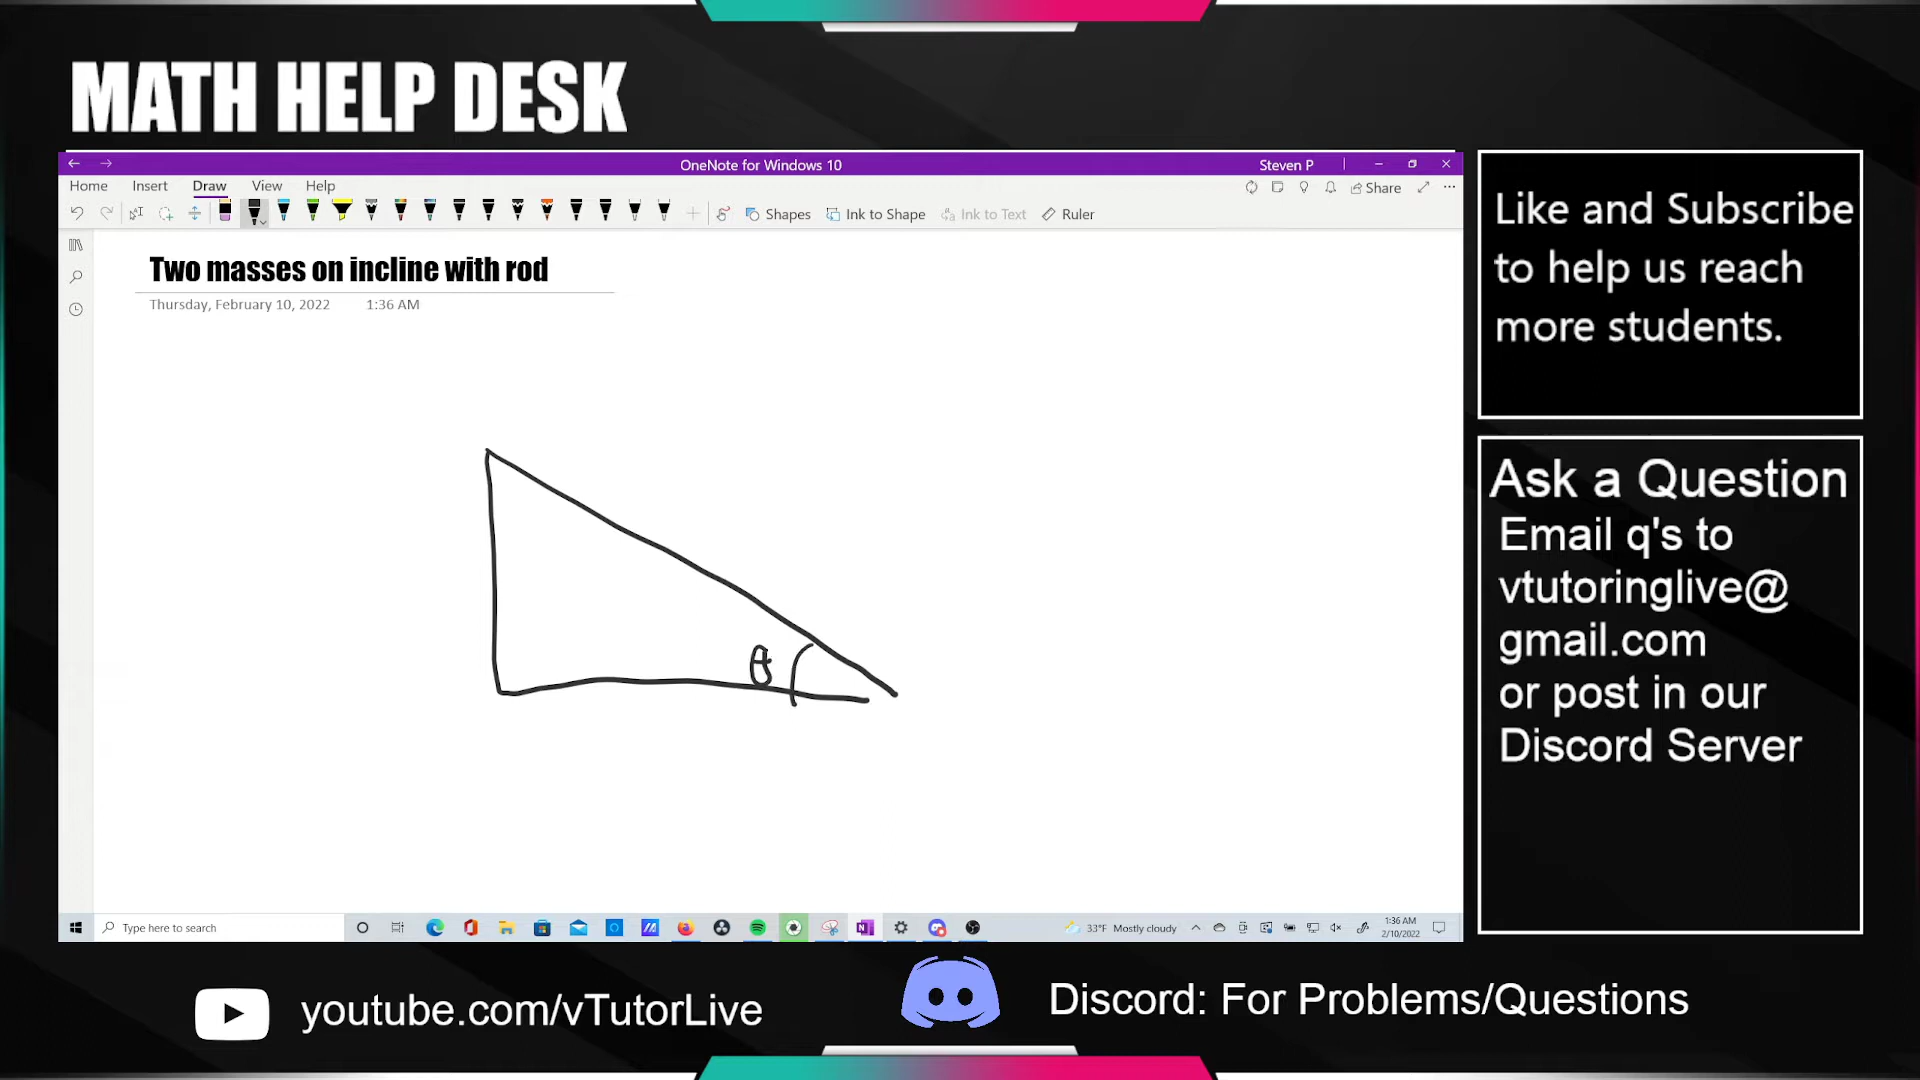 MATH HELP DESK
OneNote for Windows 10
Steven P
Home Insert Draw View Help
Share
Shapes
Ink to Shape
Ink to Text
Ruler
Two masses on incline with rod
Thursday, February 10, 2022 1:36 AM
θ
Type here to search
33°F Mostly cloudy
1:36 AM
2/10/2022
Like and Subscribe
to help us reach
more students.
Ask a Question
Email q's to
vtutoringlive@
gmail.com
or post in our
Discord Server
youtube.com/vTutorLive
Discord: For Problems/Questions